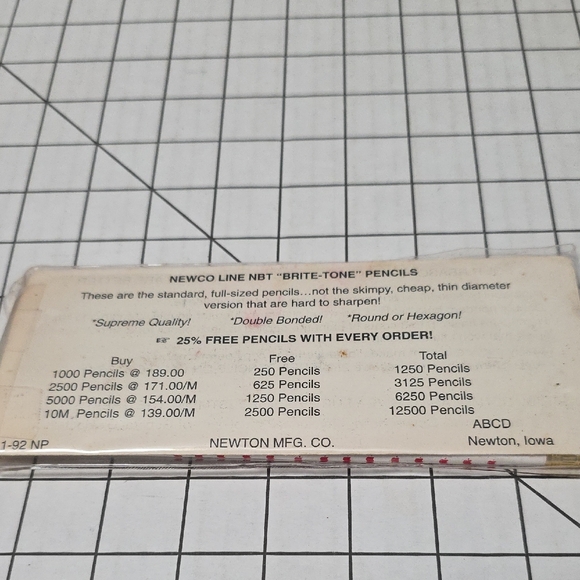 NEWCO LINE NBT "BRITE-TONE" PENCILS
These are the standard, full-sized pencils...not the skimpy, cheap, thin diameter
version that are hard to sharpen!
*Supreme Quality! *Double Bonded! *Round or Hexagon!
☞ 25% FREE PENCILS WITH EVERY ORDER!
Buy Free Total
1000 Pencils @ 189.00 250 Pencils 1250 Pencils
2500 Pencils @ 171.00/M 625 Pencils 3125 Pencils
5000 Pencils @ 154.00/M 1250 Pencils 6250 Pencils
10M Pencils @ 139.00/M 2500 Pencils 12500 Pencils
ABCD
1-92 NP NEWTON MFG. CO. Newton, Iowa